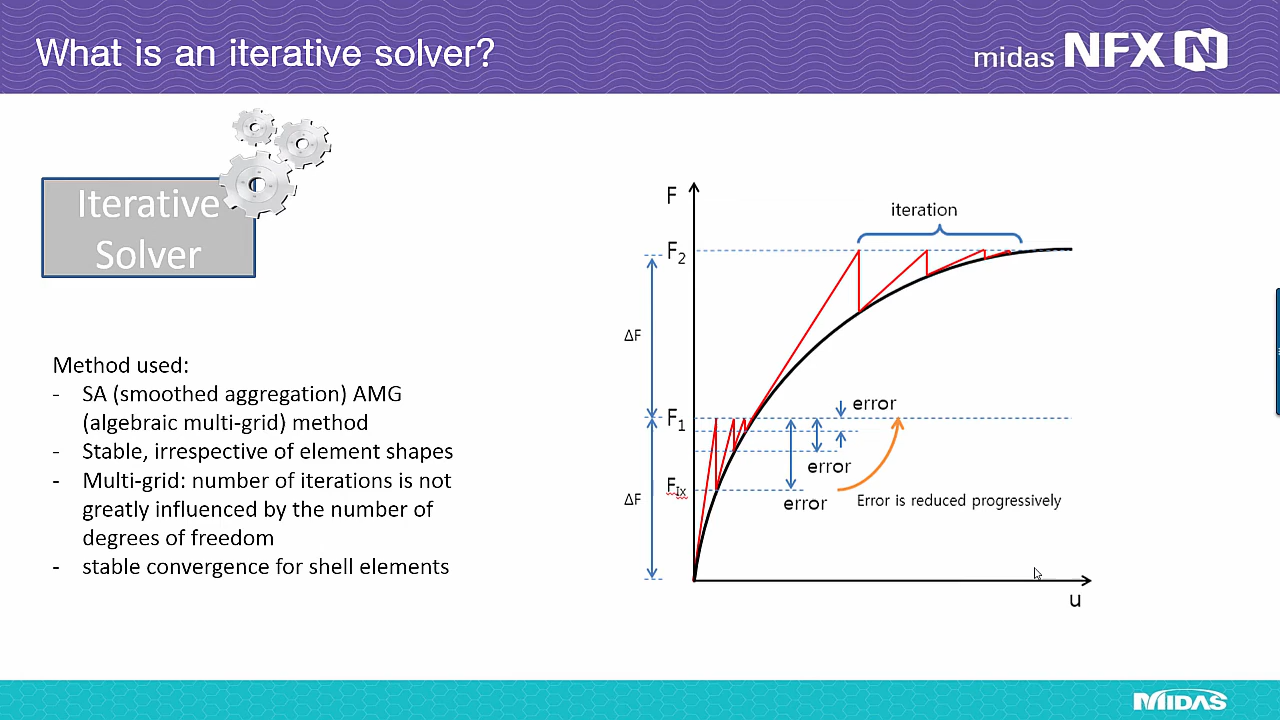 What is an iterative solver?
midas NFX
Iterative
Solver
Method used:
- SA (smoothed aggregation) AMG
(algebraic multi-grid) method
- Stable, irrespective of element shapes
- Multi-grid: number of iterations is not
greatly influenced by the number of
degrees of freedom
- stable convergence for shell elements
F
iteration
F2
ΔF
F1
error
error
FIx
ΔF
error
Error is reduced progressively
u
MIDAS